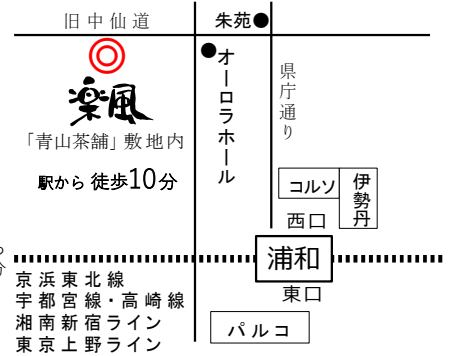 旧中仙道
朱苑●
楽風
「青山茶舗」敷地内
駅から 徒歩10分
●オーロラホール
県庁通り
コルソ
伊勢丹
西口
浦和
東口
京浜東北線
宇都宮線・高崎線
湘南新宿ライン
東京上野ライン
パルコ